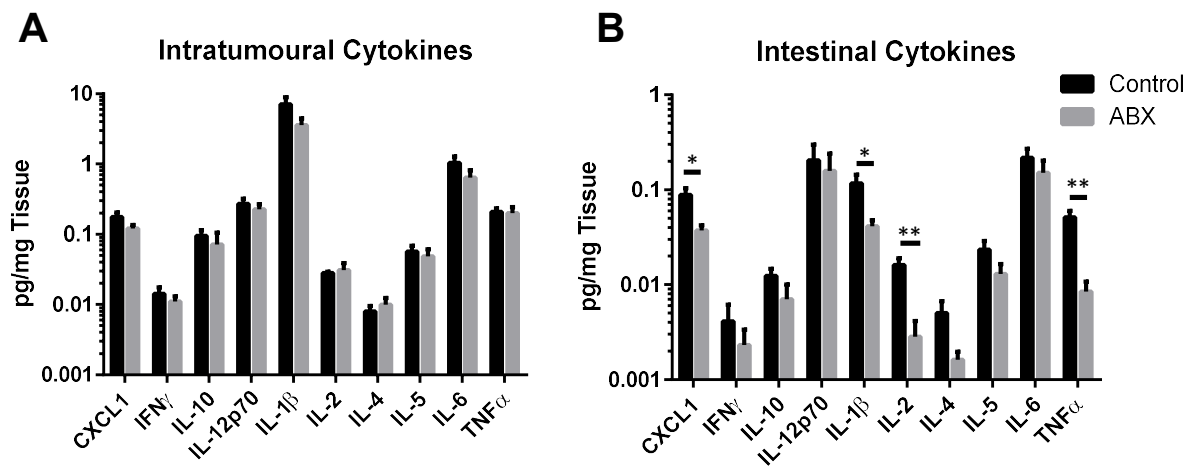 A
Intratumoural Cytokines
pg/mg Tissue
10
1
0.1
0.01
0.001
CXCL1
IFNγ
IL-10
IL-12p70
IL-1β
IL-2
IL-4
IL-5
IL-6
TNFα
B
Intestinal Cytokines
Control
ABX
pg/mg Tissue
1
0.1
0.01
0.001
*
*
**
**
CXCL1
IFNγ
IL-10
IL-12p70
IL-1β
IL-2
IL-4
IL-5
IL-6
TNFα